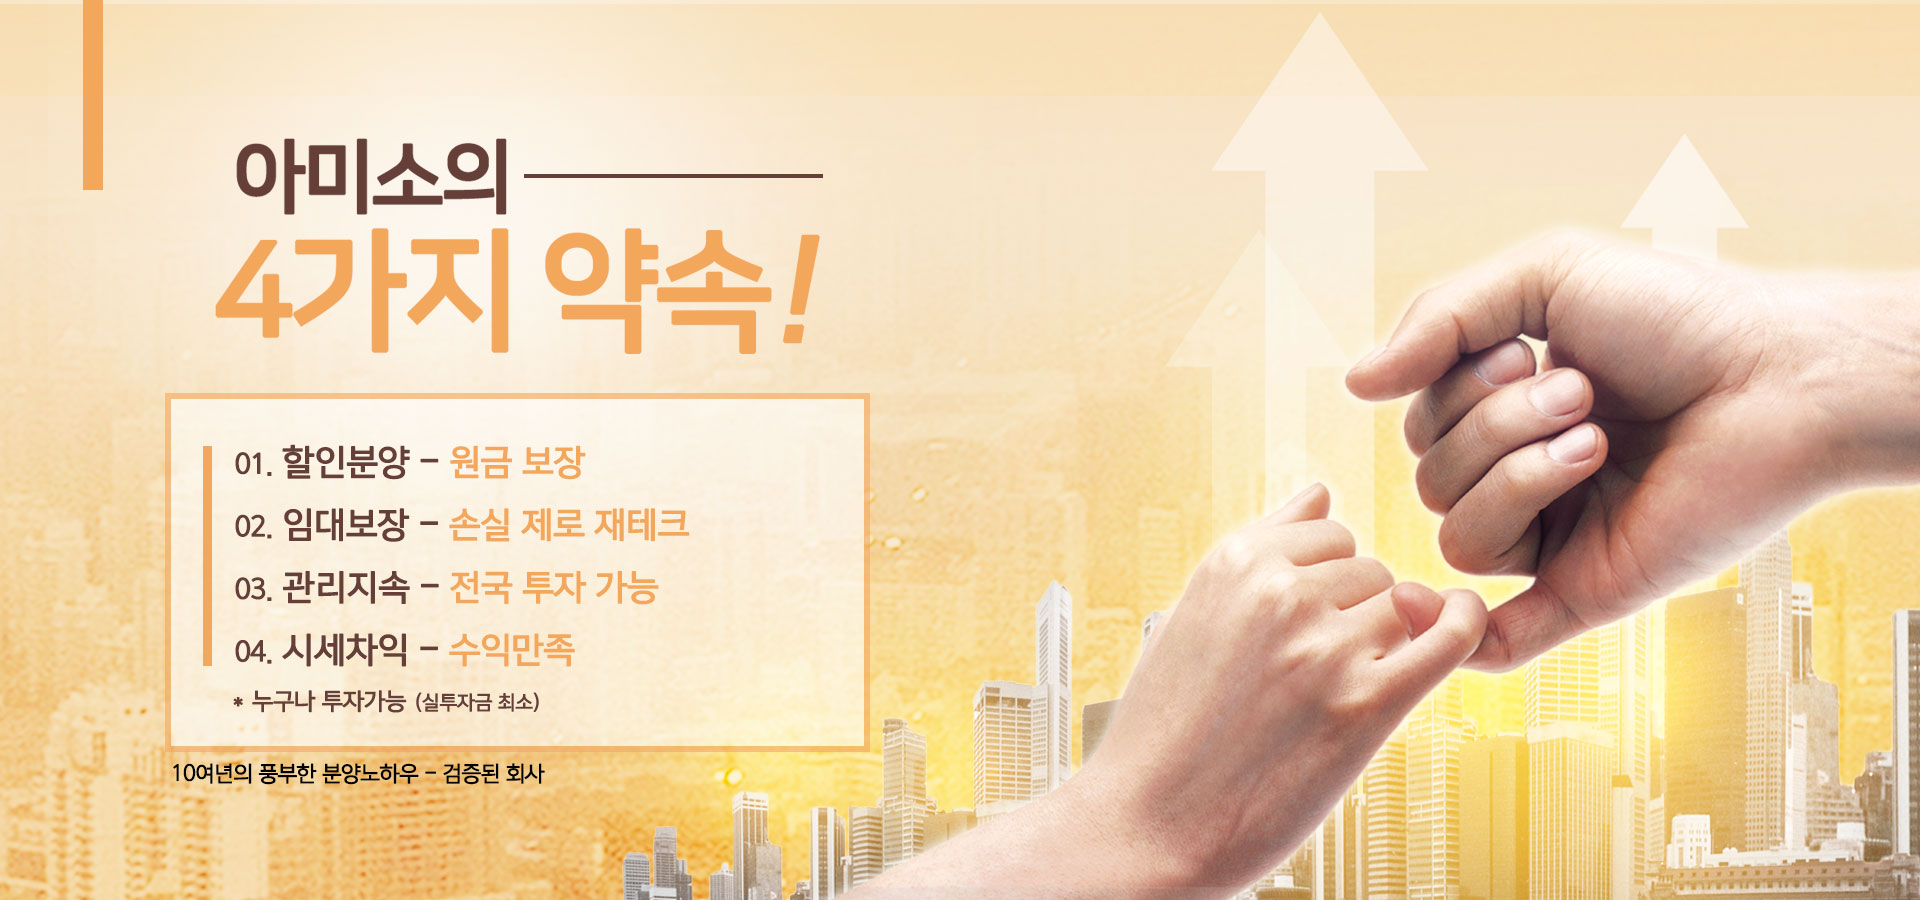 아미소의
4가지 약속!
01. 할인분양 - 원금 보장
02. 임대보장 - 손실 제로 재테크
03. 관리지속 - 전국 투자 가능
04. 시세차익 - 수익만족
* 누구나 투자가능 (실투자금 최소)
10여년의 풍부한 분양노하우 - 검증된 회사